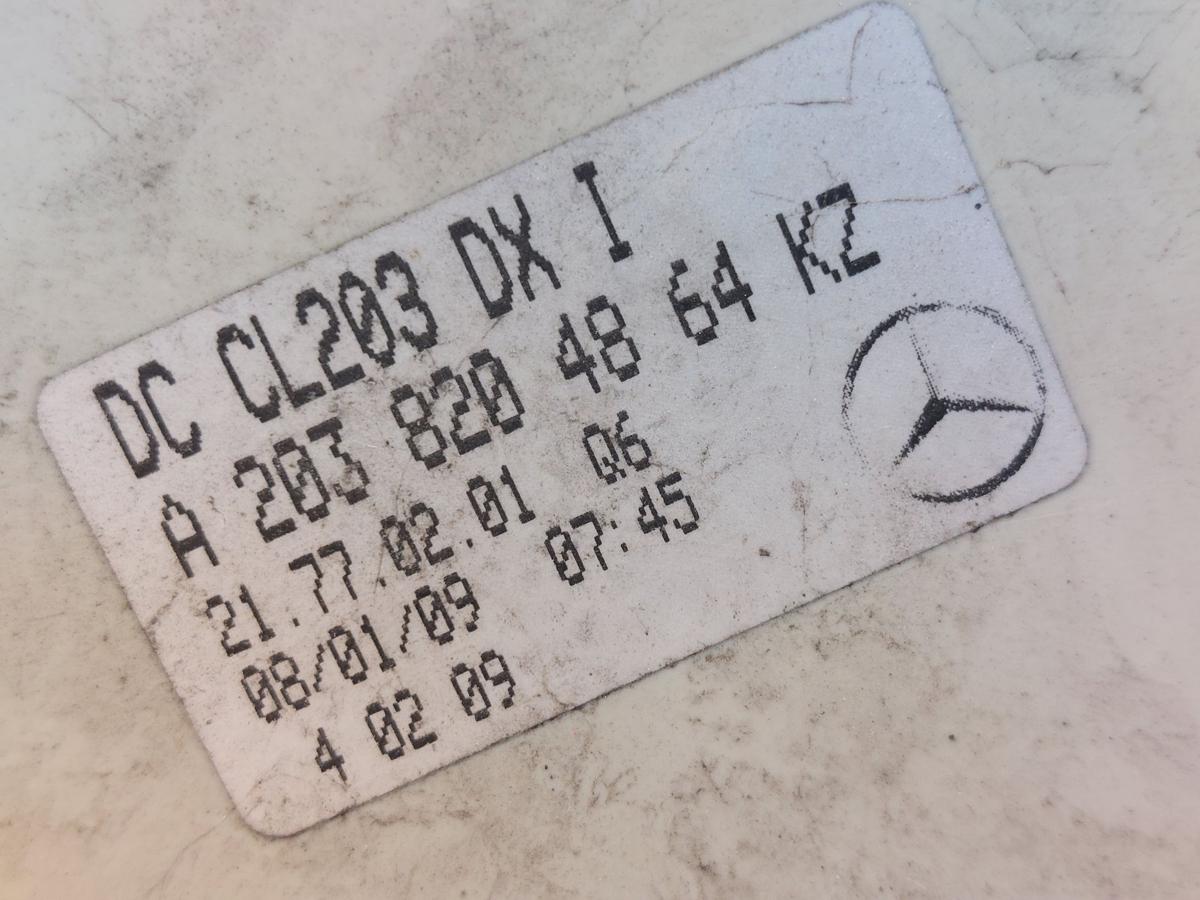 DC CL203 DX I
A 203 820 48 64 KZ
21.77.02.01 Q6
08/01/09 07:45
4 02 09